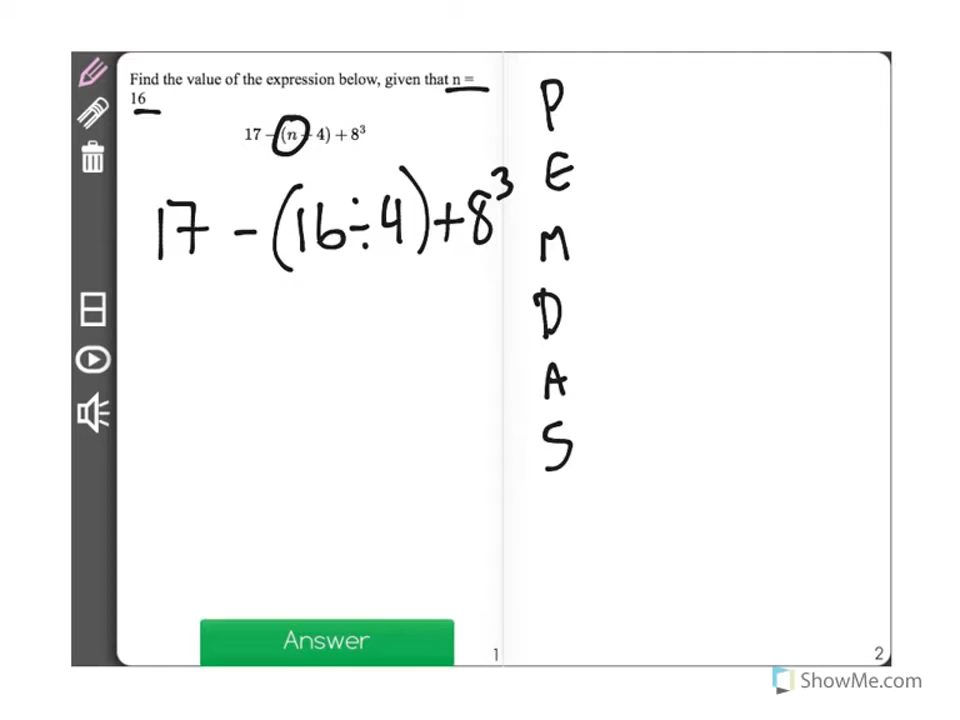 Find the value of the expression below, given that n =
16
17 − (n ÷ 4) + 8³
17 - (16 ÷ 4) + 8³
P
E
M
D
A
S
Answer
1
2
ShowMe.com